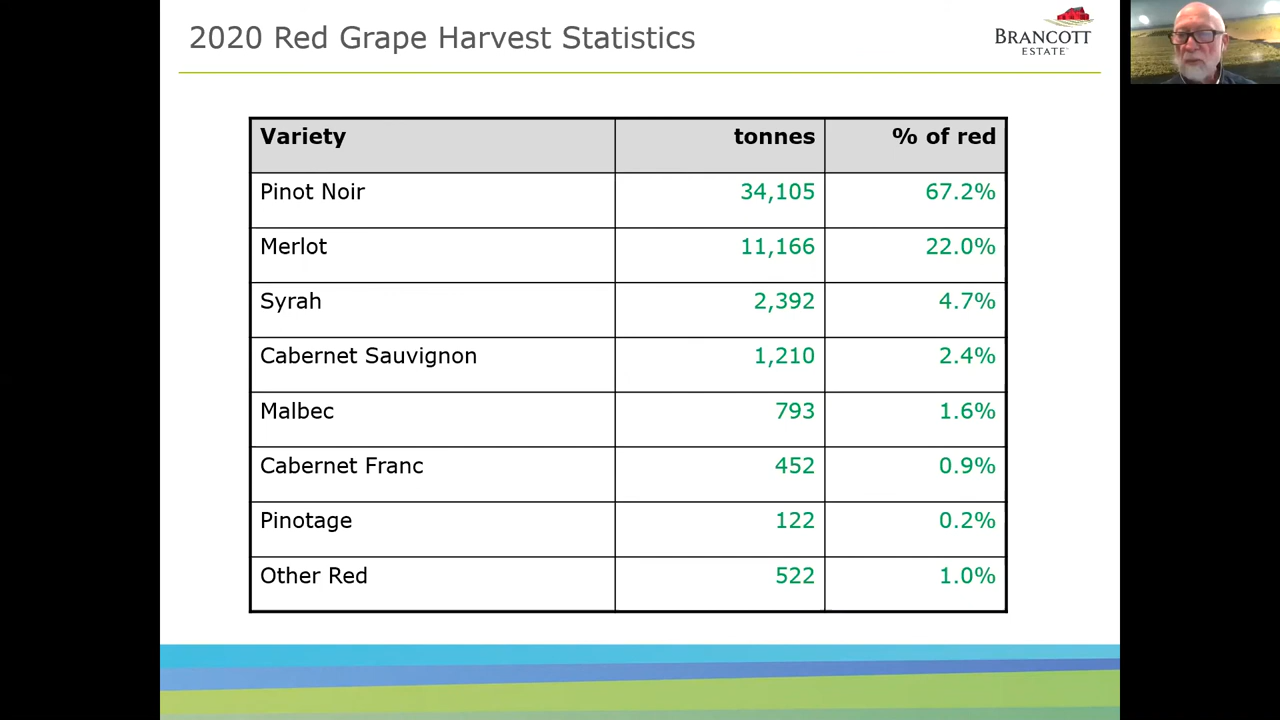 2020 Red Grape Harvest Statistics
BRANCOTT
ESTATE
Variety tonnes % of red
Pinot Noir 34,105 67.2%
Merlot 11,166 22.0%
Syrah 2,392 4.7%
Cabernet Sauvignon 1,210 2.4%
Malbec 793 1.6%
Cabernet Franc 452 0.9%
Pinotage 122 0.2%
Other Red 522 1.0%